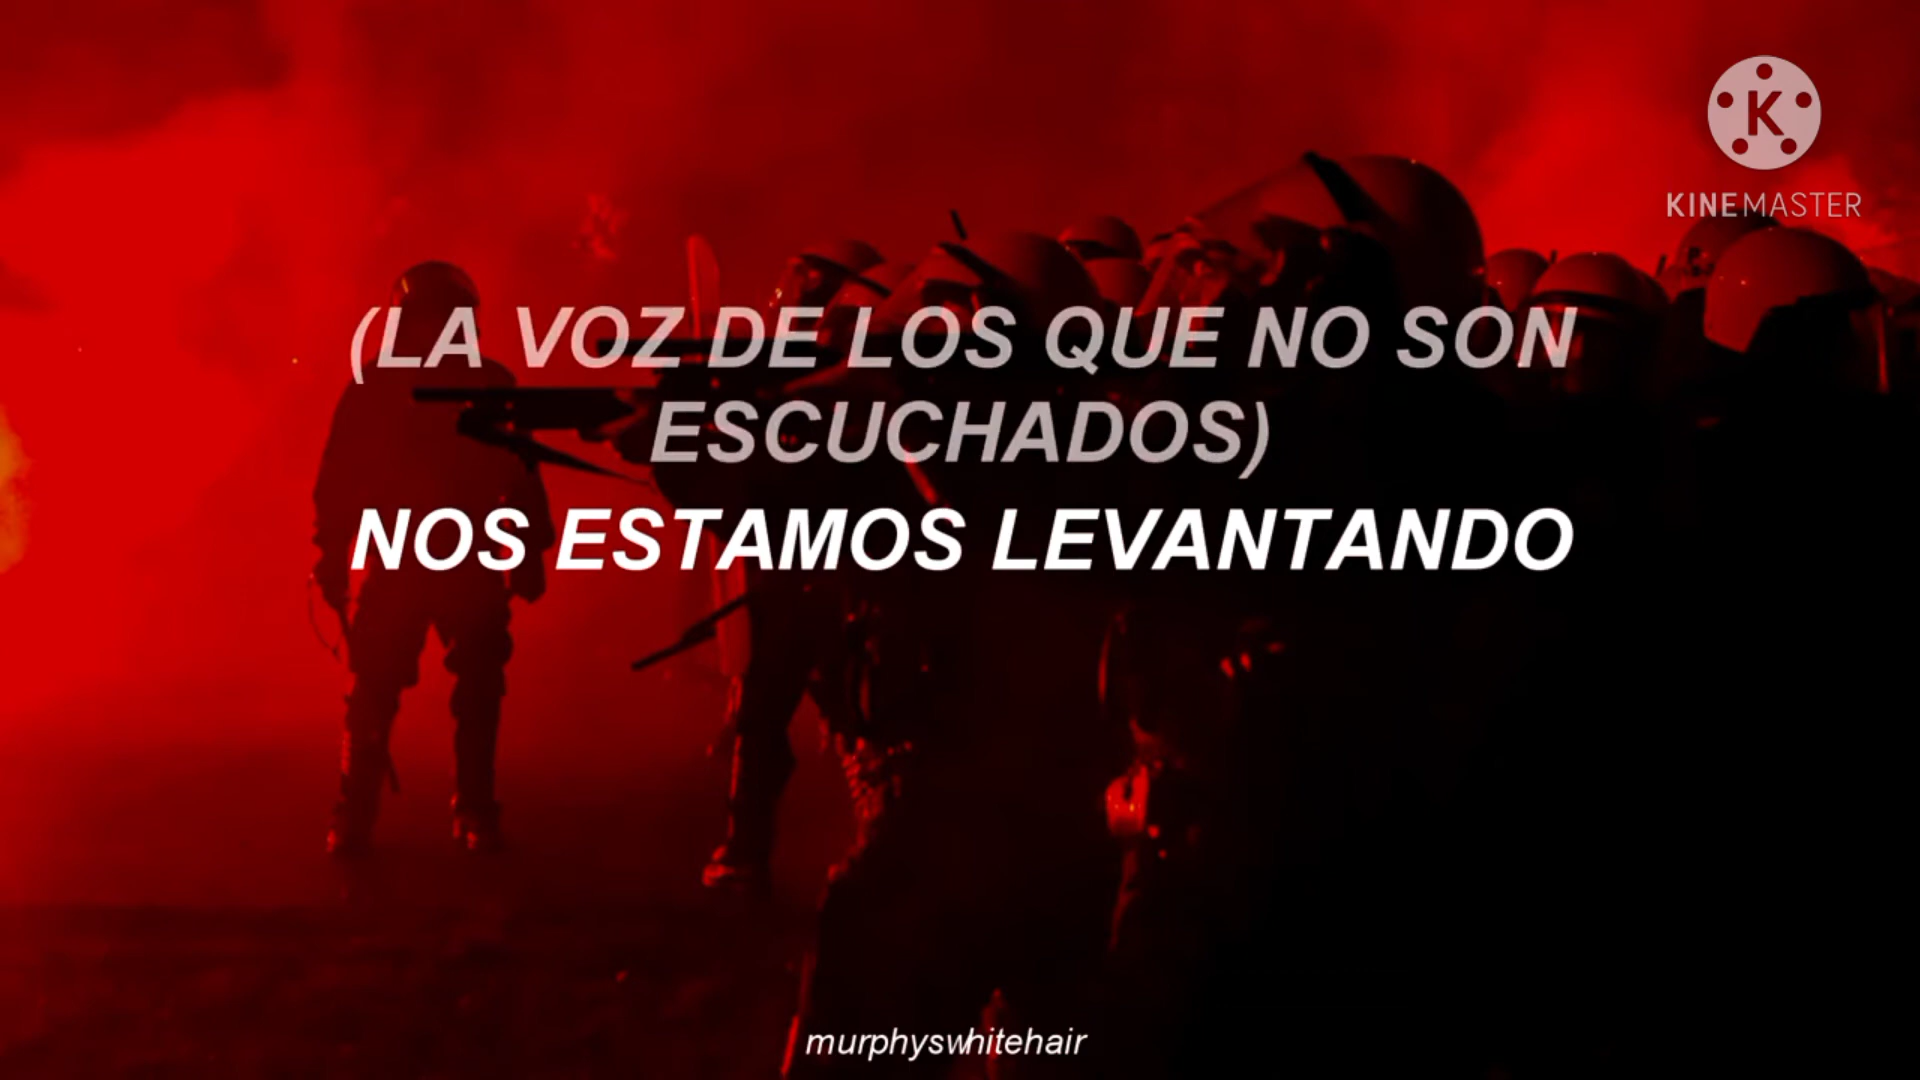 K
KINEMASTER
(LA VOZ DE LOS QUE NO SON
ESCUCHADOS)
NOS ESTAMOS LEVANTANDO
murphyswhitehair